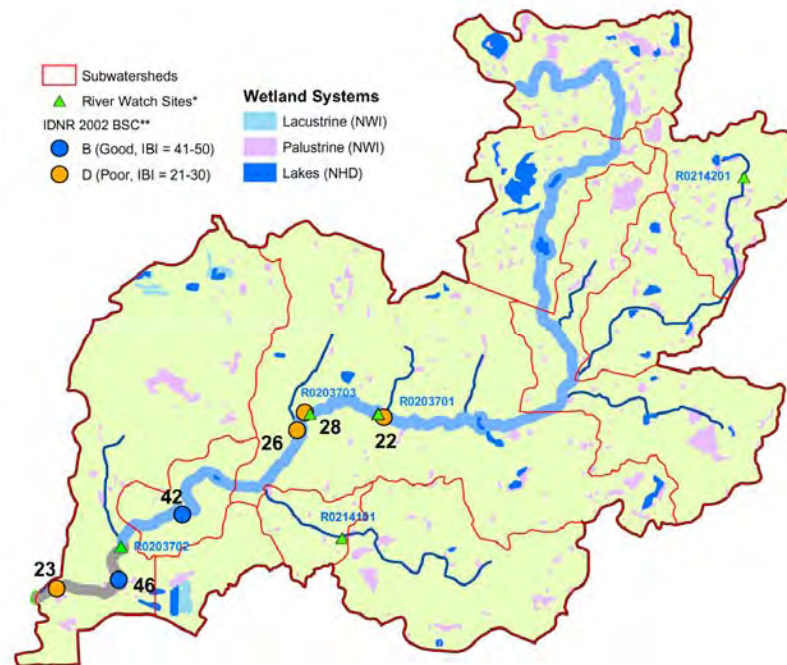 Subwatersheds
River Watch Sites*
IDNR 2002 BSC**
B (Good, IBI = 41-50)
D (Poor, IBI = 21-30)
Wetland Systems
Lacustrine (NWI)
Palustrine (NWI)
Lakes (NHD)
R0214201
R0203703
R0203701
26
28
22
42
R0214101
R0203702
23
46